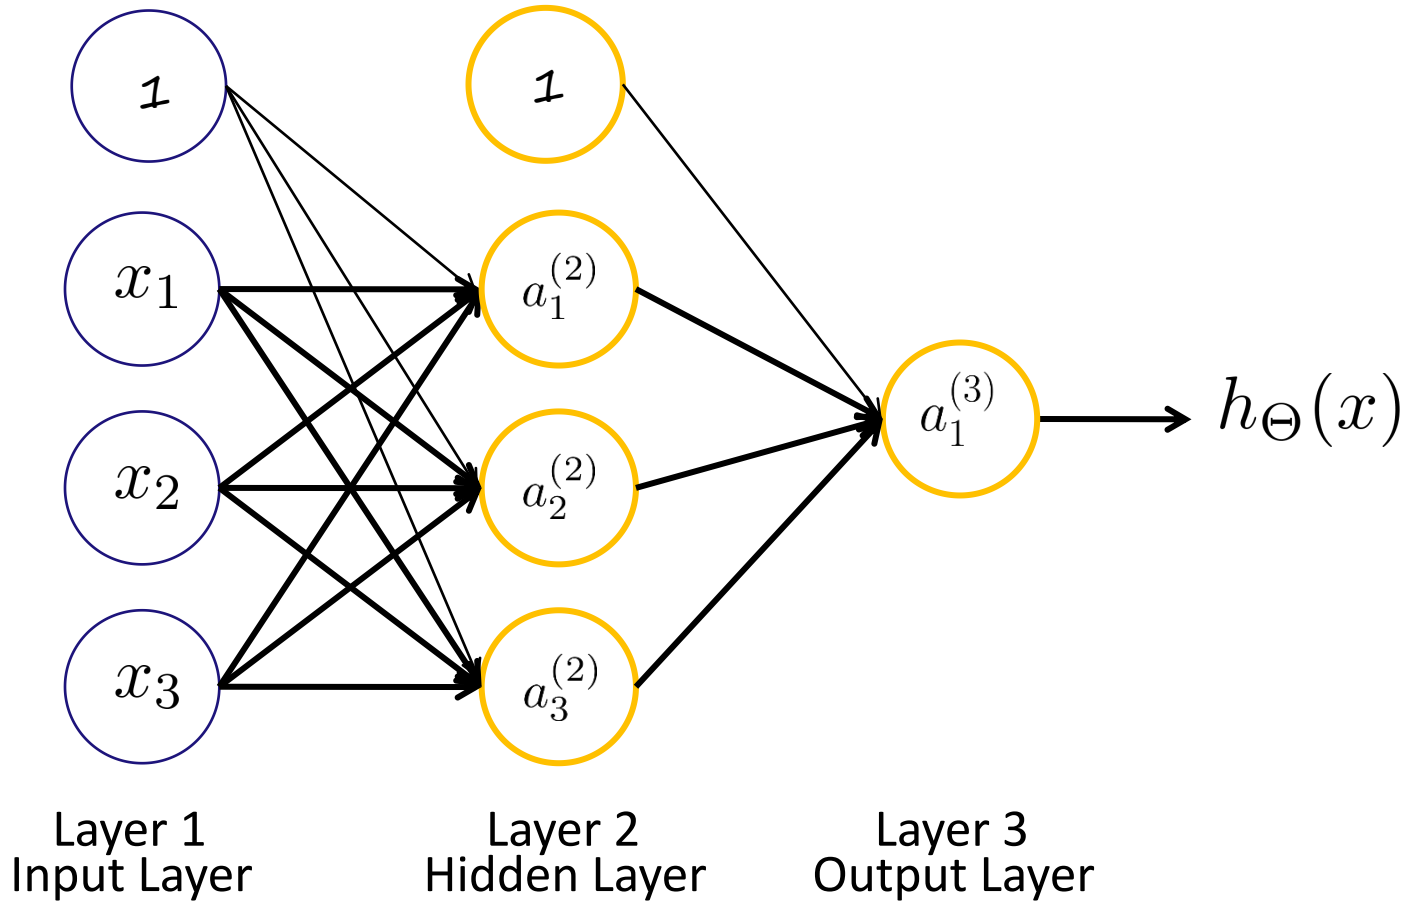 1
1
x₁
a₁⁽²⁾
x₂
a₂⁽²⁾
a₁⁽³⁾
h_Θ(x)
x₃
a₃⁽²⁾
Layer 1
Input Layer
Layer 2
Hidden Layer
Layer 3
Output Layer